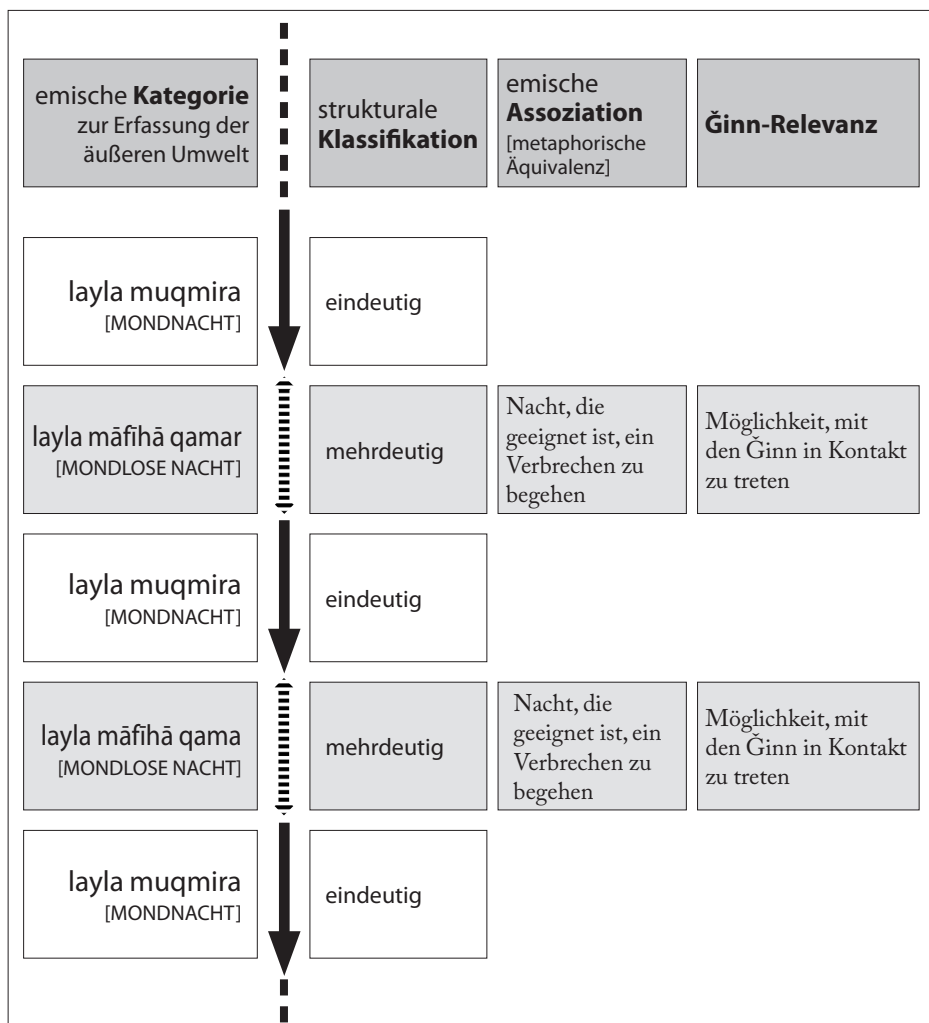 emische Kategorie
zur Erfassung der
äußeren Umwelt
strukturale
Klassifikation
emische
Assoziation
[metaphorische
Äquivalenz]
Ǧinn-Relevanz
layla muqmira
[MONDNACHT]
eindeutig
layla māfīhā qamar
[MONDLOSE NACHT]
mehrdeutig
Nacht, die
geeignet ist, ein
Verbrechen zu
begehen
Möglichkeit, mit
den Ǧinn in Kontakt
zu treten
layla muqmira
[MONDNACHT]
eindeutig
layla māfīhā qama
[MONDLOSE NACHT]
mehrdeutig
Nacht, die
geeignet ist, ein
Verbrechen zu
begehen
Möglichkeit, mit
den Ǧinn in Kontakt
zu treten
layla muqmira
[MONDNACHT]
eindeutig